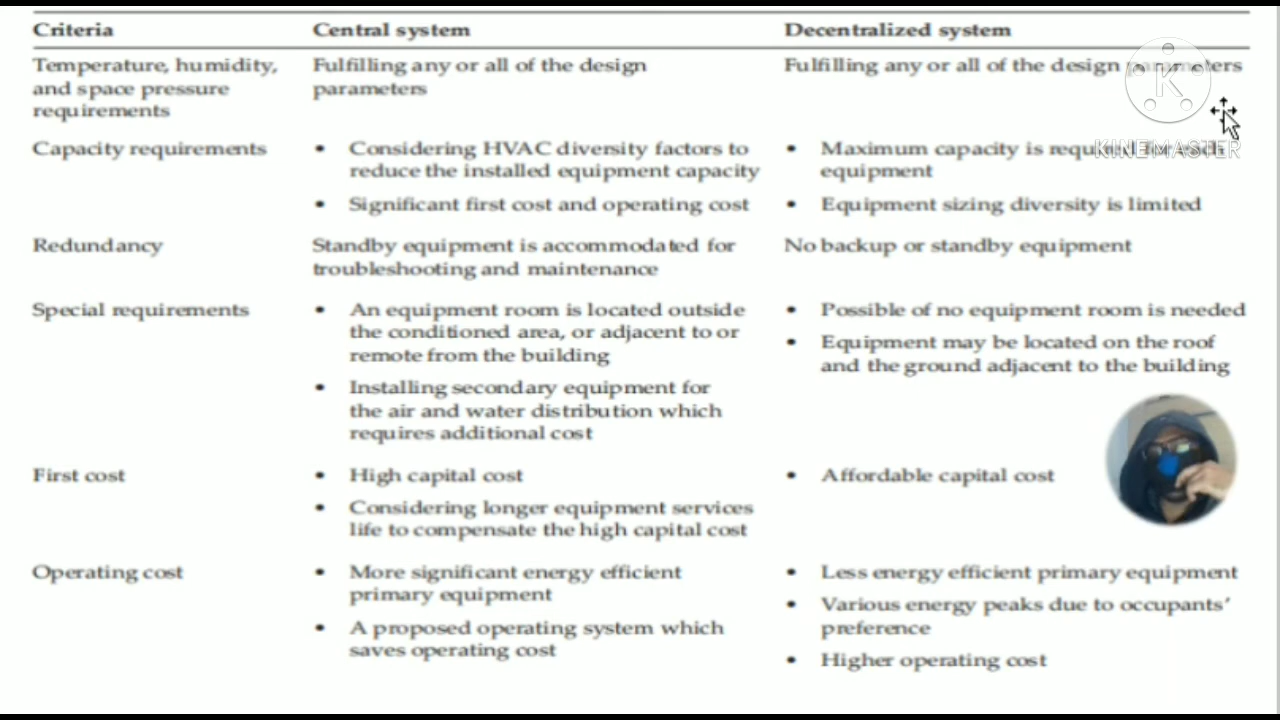 Criteria Central system Decentralized system
Temperature, humidity, Fulfilling any or all of the design Fulfilling any or all of the design parameters
and space pressure parameters
requirements
Capacity requirements • Considering HVAC diversity factors to • Maximum capacity is required
reduce the installed equipment capacity equipment
• Significant first cost and operating cost • Equipment sizing diversity is limited
Redundancy Standby equipment is accommodated for No backup or standby equipment
troubleshooting and maintenance
Special requirements • An equipment room is located outside • Possible of no equipment room is needed
the conditioned area, or adjacent to or • Equipment may be located on the roof
remote from the building and the ground adjacent to the building
• Installing secondary equipment for
the air and water distribution which
requires additional cost
First cost • High capital cost • Affordable capital cost
• Considering longer equipment services
life to compensate the high capital cost
Operating cost • More significant energy efficient • Less energy efficient primary equipment
primary equipment • Various energy peaks due to occupants'
• A proposed operating system which preference
saves operating cost • Higher operating cost
K
KINEMASTER